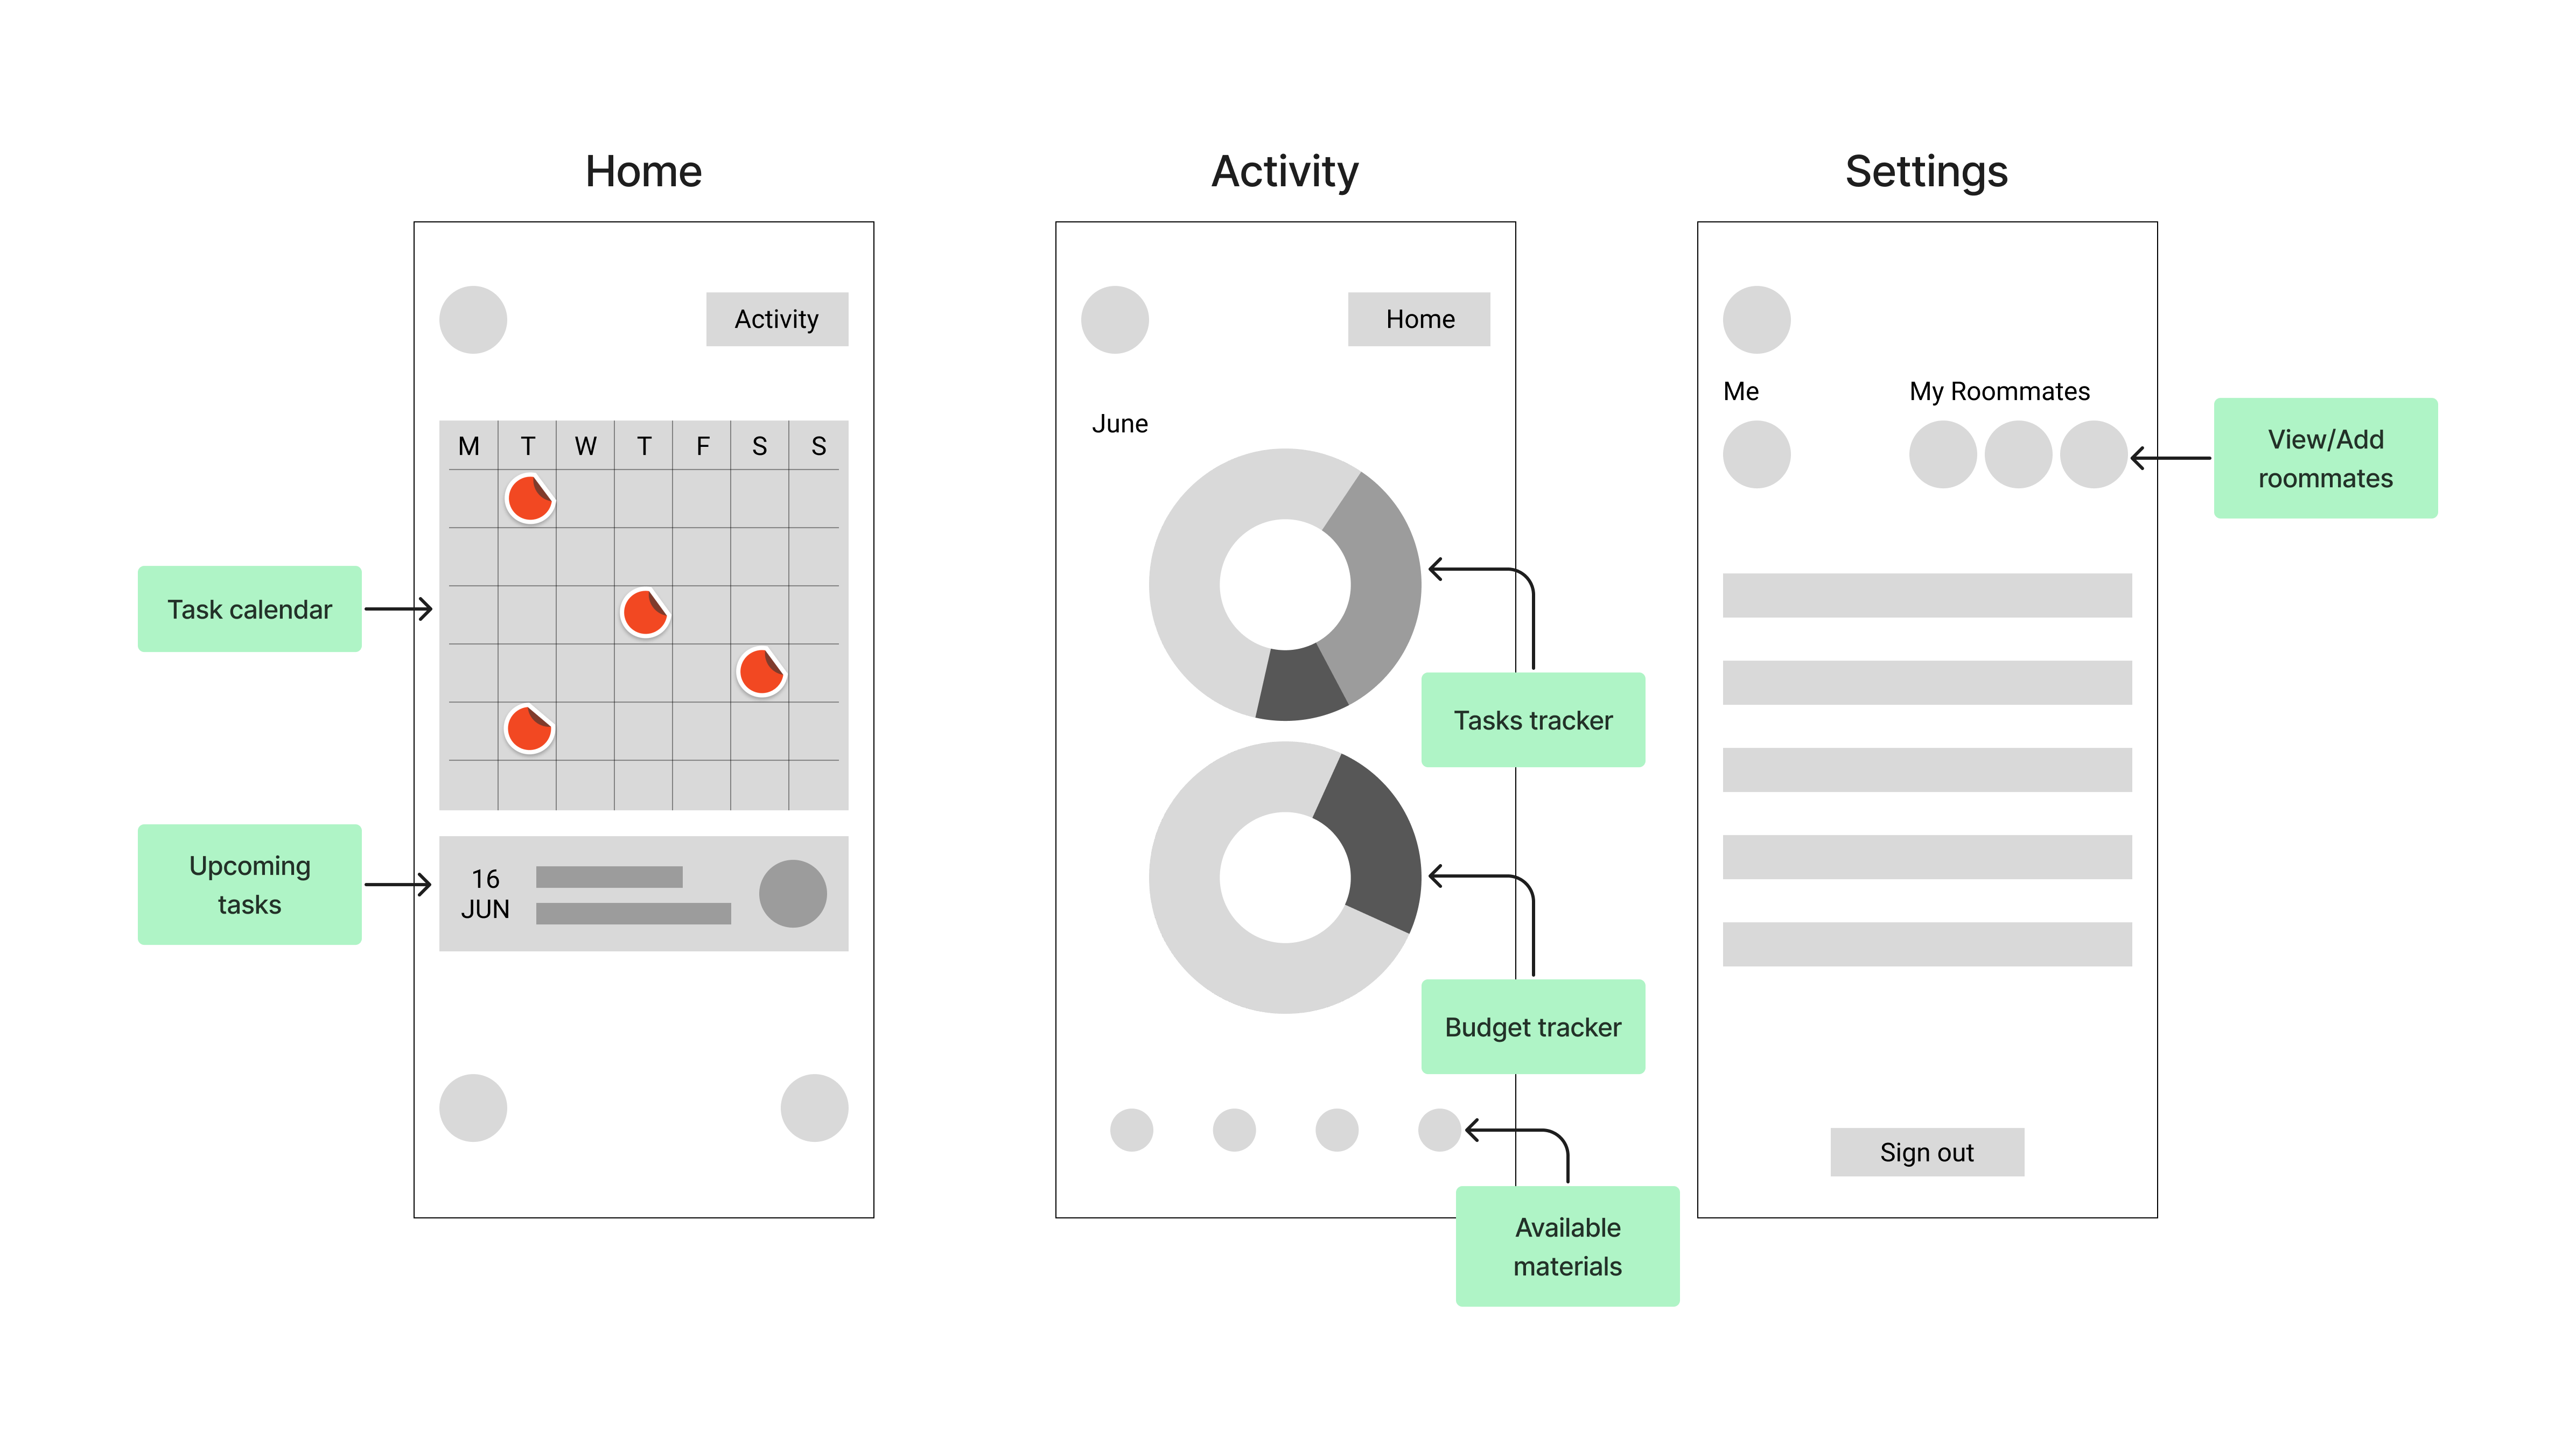 Home
Activity
M T W T F S S
Task calendar
Upcoming
tasks
16
JUN
Activity
Home
June
Tasks tracker
Budget tracker
Available
materials
Settings
Me
My Roommates
View/Add
roommates
Sign out